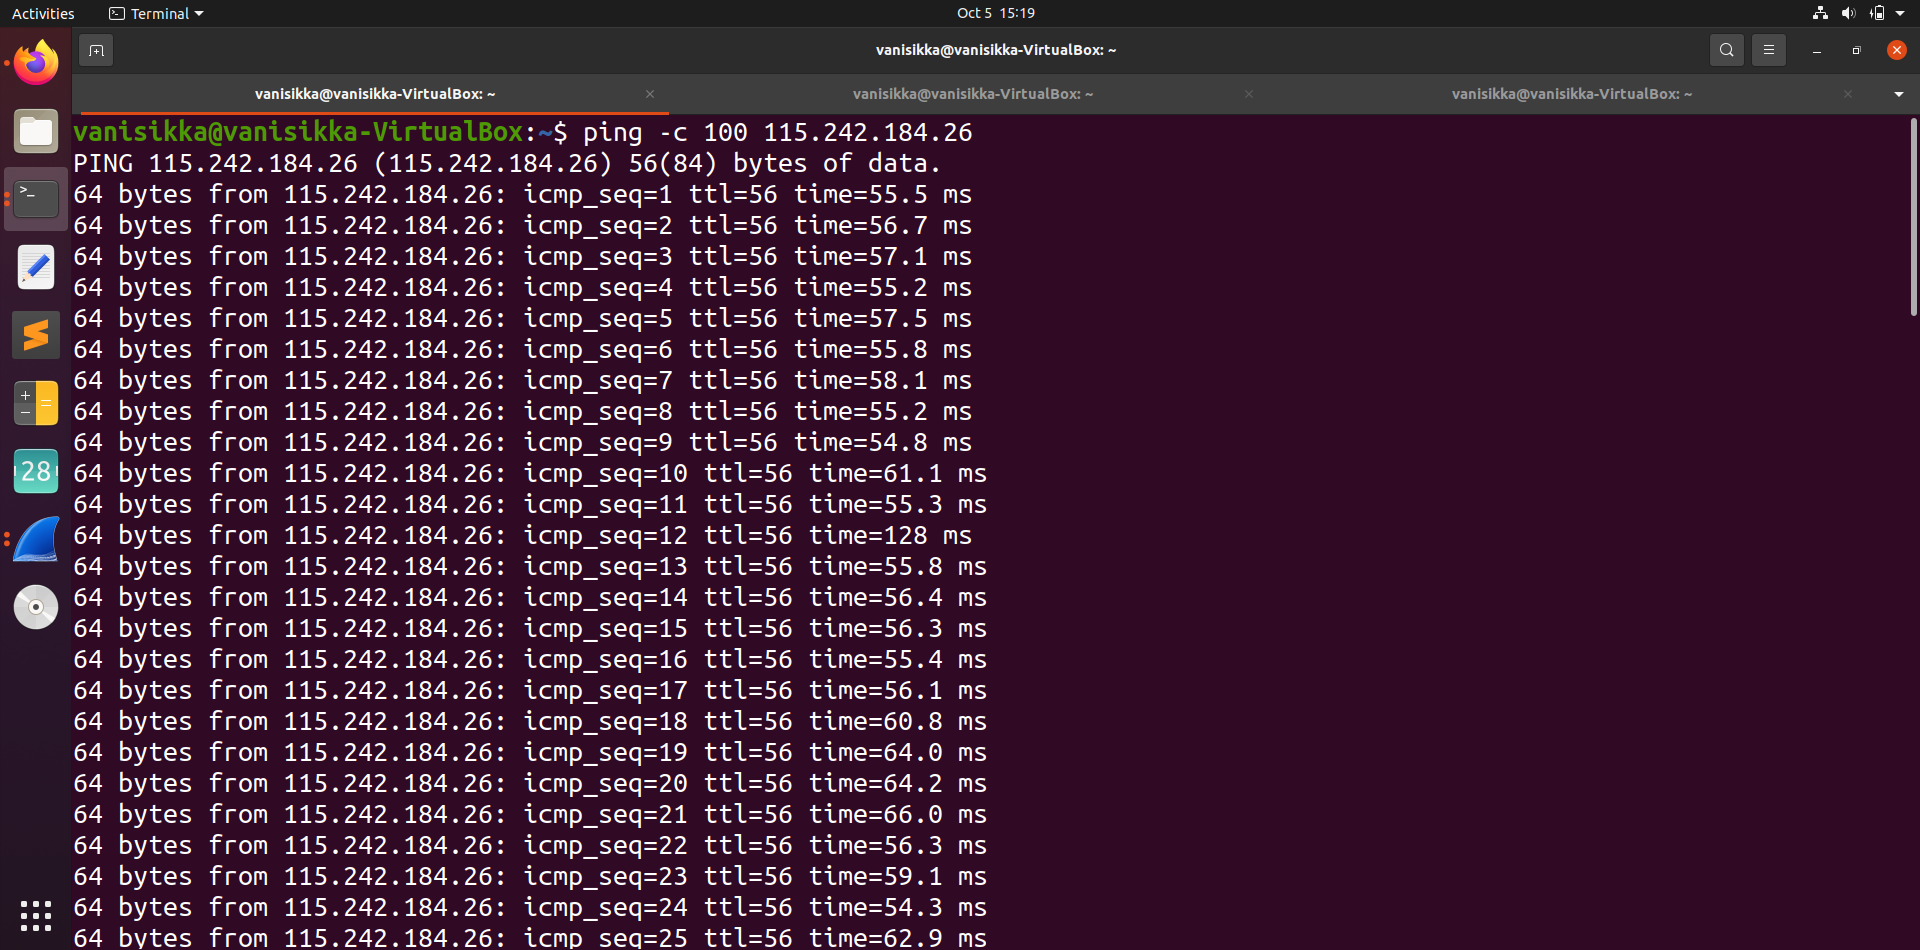 Activities Terminal Oct 5 15:19
vanisikka@vanisikka-VirtualBox: ~
vanisikka@vanisikka-VirtualBox: ~ vanisikka@vanisikka-VirtualBox: ~ vanisikka@vanisikka-VirtualBox: ~
vanisikka@vanisikka-VirtualBox:~$ ping -c 100 115.242.184.26
PING 115.242.184.26 (115.242.184.26) 56(84) bytes of data.
64 bytes from 115.242.184.26: icmp_seq=1 ttl=56 time=55.5 ms
64 bytes from 115.242.184.26: icmp_seq=2 ttl=56 time=56.7 ms
64 bytes from 115.242.184.26: icmp_seq=3 ttl=56 time=57.1 ms
64 bytes from 115.242.184.26: icmp_seq=4 ttl=56 time=55.2 ms
64 bytes from 115.242.184.26: icmp_seq=5 ttl=56 time=57.5 ms
64 bytes from 115.242.184.26: icmp_seq=6 ttl=56 time=55.8 ms
64 bytes from 115.242.184.26: icmp_seq=7 ttl=56 time=58.1 ms
64 bytes from 115.242.184.26: icmp_seq=8 ttl=56 time=55.2 ms
64 bytes from 115.242.184.26: icmp_seq=9 ttl=56 time=54.8 ms
64 bytes from 115.242.184.26: icmp_seq=10 ttl=56 time=61.1 ms
64 bytes from 115.242.184.26: icmp_seq=11 ttl=56 time=55.3 ms
64 bytes from 115.242.184.26: icmp_seq=12 ttl=56 time=128 ms
64 bytes from 115.242.184.26: icmp_seq=13 ttl=56 time=55.8 ms
64 bytes from 115.242.184.26: icmp_seq=14 ttl=56 time=56.4 ms
64 bytes from 115.242.184.26: icmp_seq=15 ttl=56 time=56.3 ms
64 bytes from 115.242.184.26: icmp_seq=16 ttl=56 time=55.4 ms
64 bytes from 115.242.184.26: icmp_seq=17 ttl=56 time=56.1 ms
64 bytes from 115.242.184.26: icmp_seq=18 ttl=56 time=60.8 ms
64 bytes from 115.242.184.26: icmp_seq=19 ttl=56 time=64.0 ms
64 bytes from 115.242.184.26: icmp_seq=20 ttl=56 time=64.2 ms
64 bytes from 115.242.184.26: icmp_seq=21 ttl=56 time=66.0 ms
64 bytes from 115.242.184.26: icmp_seq=22 ttl=56 time=56.3 ms
64 bytes from 115.242.184.26: icmp_seq=23 ttl=56 time=59.1 ms
64 bytes from 115.242.184.26: icmp_seq=24 ttl=56 time=54.3 ms
64 bytes from 115.242.184.26: icmp_seq=25 ttl=56 time=62.9 ms
28